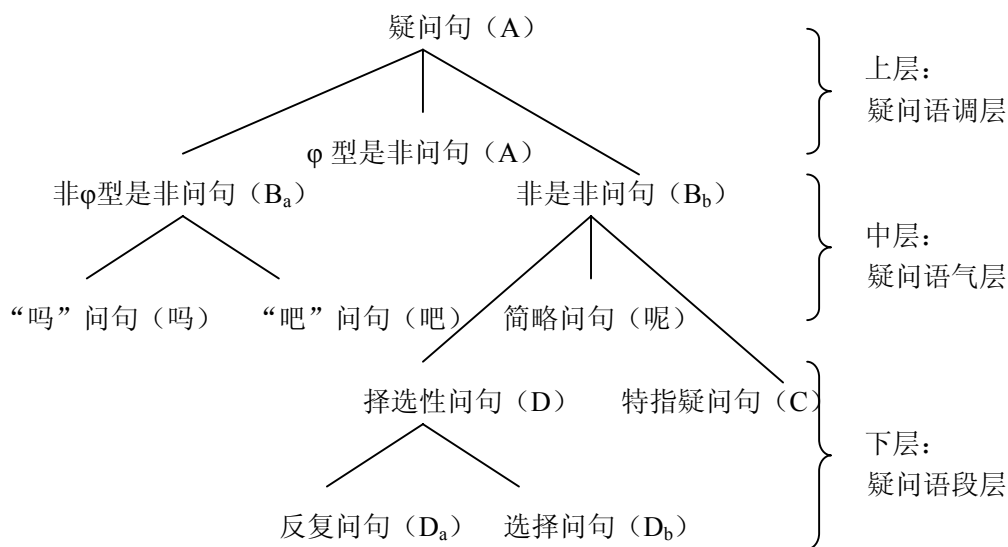 疑问句（A）
上层：
疑问语调层
φ 型是非问句（A）
非φ型是非问句（Bₐ）
非是非问句（B_b）
中层：
疑问语气层
“吗”问句（吗）
“吧”问句（吧）
简略问句（呢）
择选性问句（D）
特指疑问句（C）
下层：
疑问语段层
反复问句（Dₐ）
选择问句（D_b）